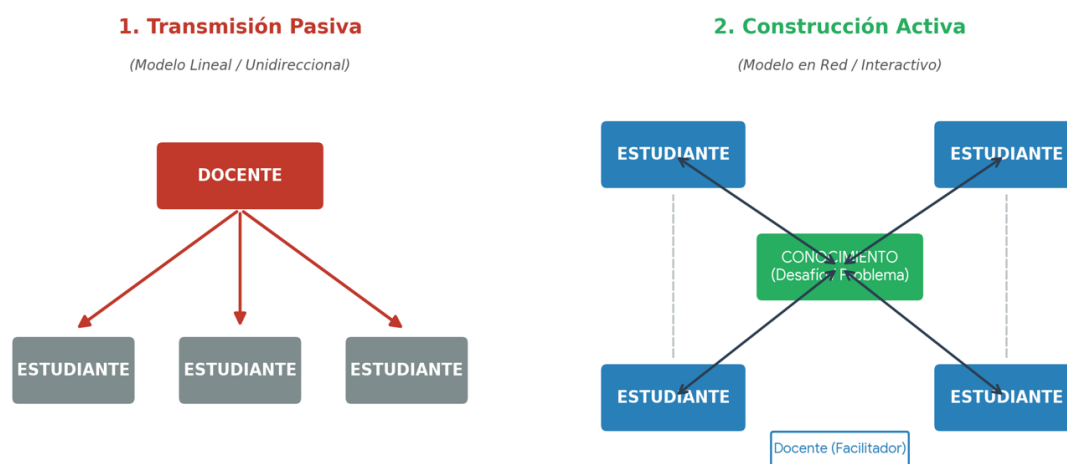 1. Transmisión Pasiva
(Modelo Lineal / Unidireccional)
DOCENTE
ESTUDIANTE
ESTUDIANTE
ESTUDIANTE
2. Construcción Activa
(Modelo en Red / Interactivo)
ESTUDIANTE
ESTUDIANTE
CONOCIMIENTO
(Desafío / Problema)
ESTUDIANTE
ESTUDIANTE
Docente (Facilitador)